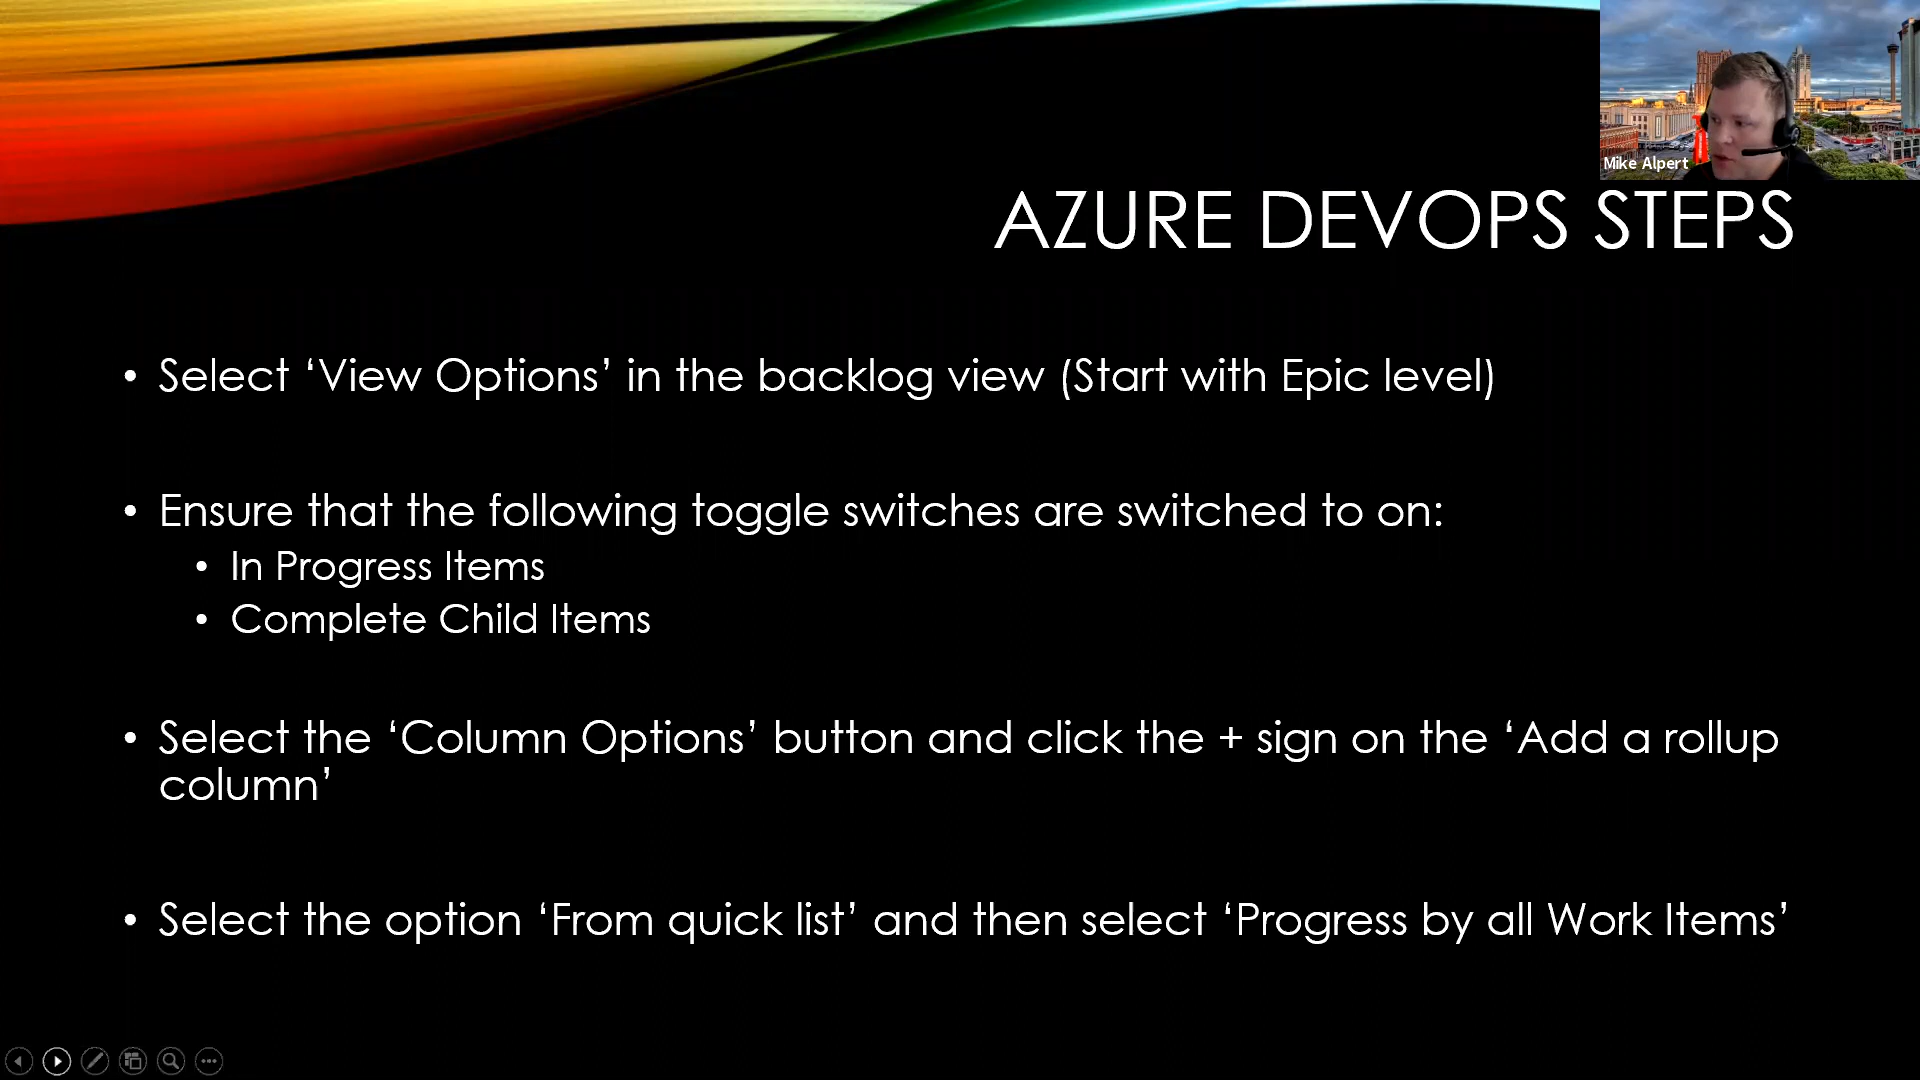 Mike Alpert
AZURE DEVOPS STEPS
• Select ‘View Options’ in the backlog view (Start with Epic level)
• Ensure that the following toggle switches are switched to on:
• In Progress Items
• Complete Child Items
• Select the ‘Column Options’ button and click the + sign on the ‘Add a rollup
column’
• Select the option ‘From quick list’ and then select ‘Progress by all Work Items’